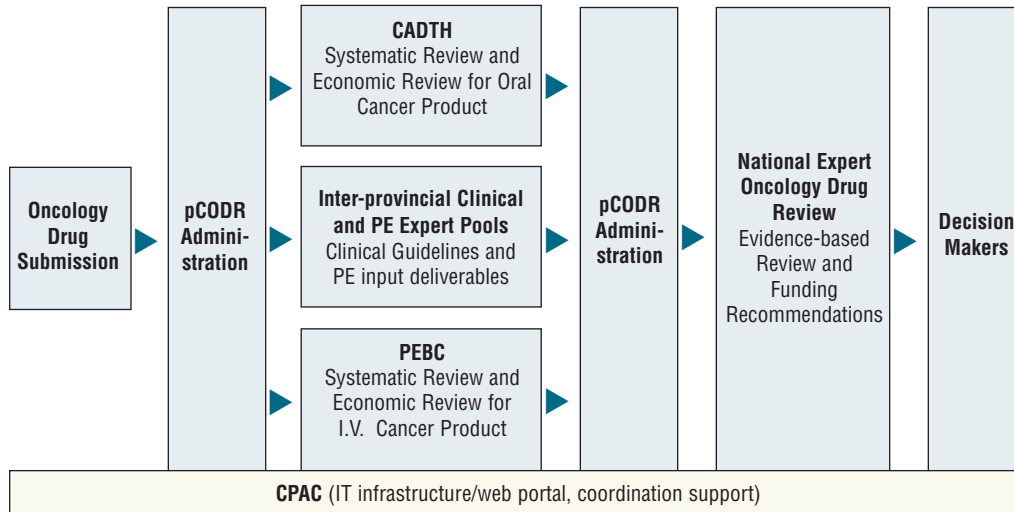 Oncology
Drug
Submission
pCODR
Admini-
stration
CADTH
Systematic Review and
Economic Review for Oral
Cancer Product
Inter-provincial Clinical
and PE Expert Pools
Clinical Guidelines and
PE input deliverables
PEBC
Systematic Review and
Economic Review for
I.V. Cancer Product
pCODR
Admini-
stration
National Expert
Oncology Drug
Review
Evidence-based
Review and
Funding
Recommendations
Decision
Makers
CPAC (IT infrastructure/web portal, coordination support)